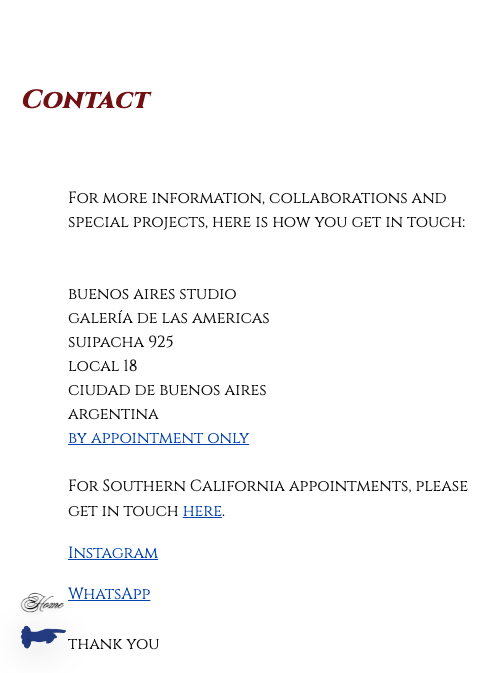 Contact
For more information, collaborations and
special projects, here is how you get in touch:
buenos aires studio
galería de las americas
suipacha 925
local 18
ciudad de buenos aires
argentina
by appointment only
For Southern California appointments, please
get in touch here.
Instagram
WhatsApp
Home
thank you